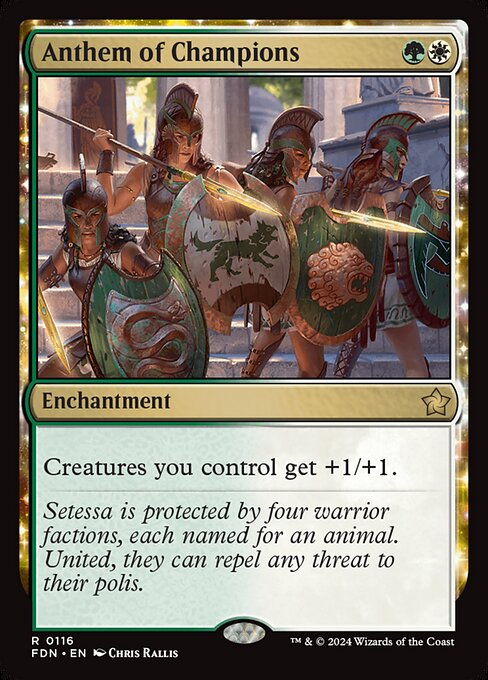 Anthem of Champions
Enchantment
Creatures you control get +1/+1.
Setessa is protected by four warrior
factions, each named for an animal.
United, they can repel any threat to
their polis.
R 0116
FDN • EN Chris Rallis
™ & © 2024 Wizards of the Coast